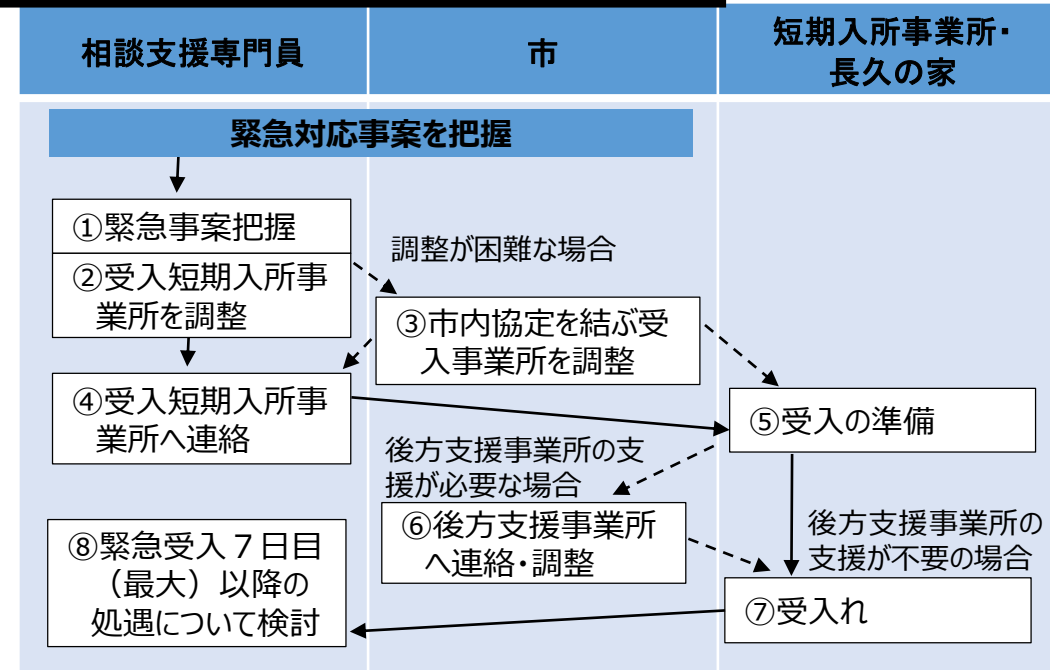 相談支援専門員
市
短期入所事業所・
長久の家
緊急対応事案を把握
①緊急事案把握
②受入短期入所事
業所を調整
調整が困難な場合
③市内協定を結ぶ受
入事業所を調整
④受入短期入所事
業所へ連絡
⑤受入の準備
後方支援事業所の支
援が必要な場合
⑥後方支援事業所
へ連絡・調整
後方支援事業所の
支援が不要の場合
⑦受入れ
⑧緊急受入７日目
（最大）以降の
処遇について検討